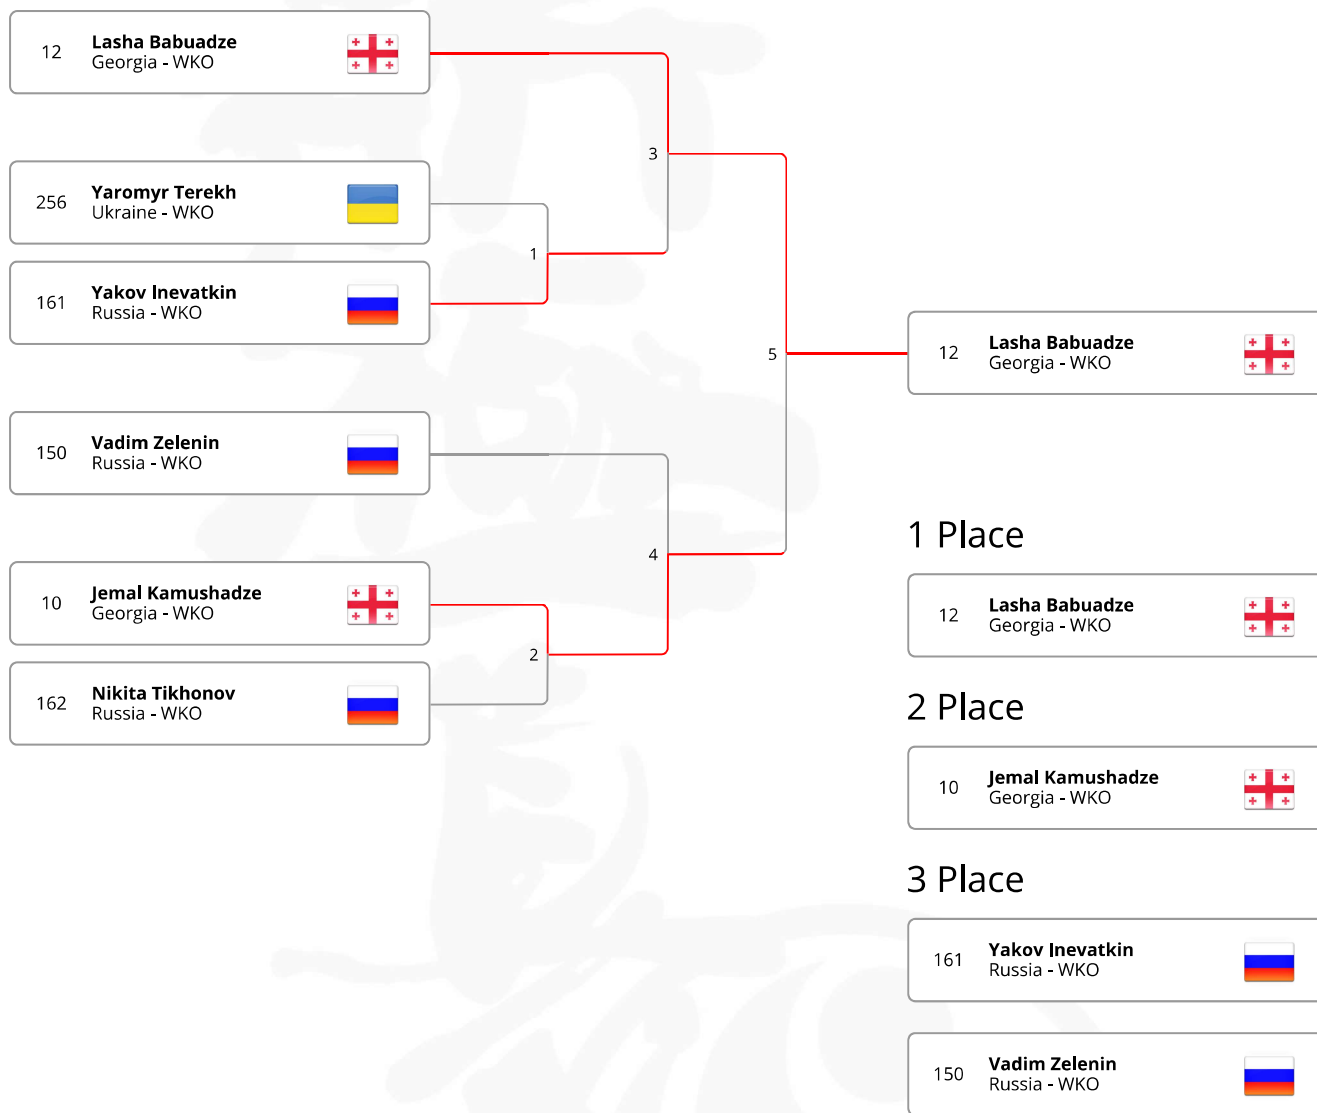 12
Lasha Babuadze
Georgia - WKO
256
Yaromyr Terekh
Ukraine - WKO
161
Yakov Inevatkin
Russia - WKO
150
Vadim Zelenin
Russia - WKO
10
Jemal Kamushadze
Georgia - WKO
162
Nikita Tikhonov
Russia - WKO
1
2
3
4
5
12
Lasha Babuadze
Georgia - WKO
1 Place
12
Lasha Babuadze
Georgia - WKO
2 Place
10
Jemal Kamushadze
Georgia - WKO
3 Place
161
Yakov Inevatkin
Russia - WKO
150
Vadim Zelenin
Russia - WKO